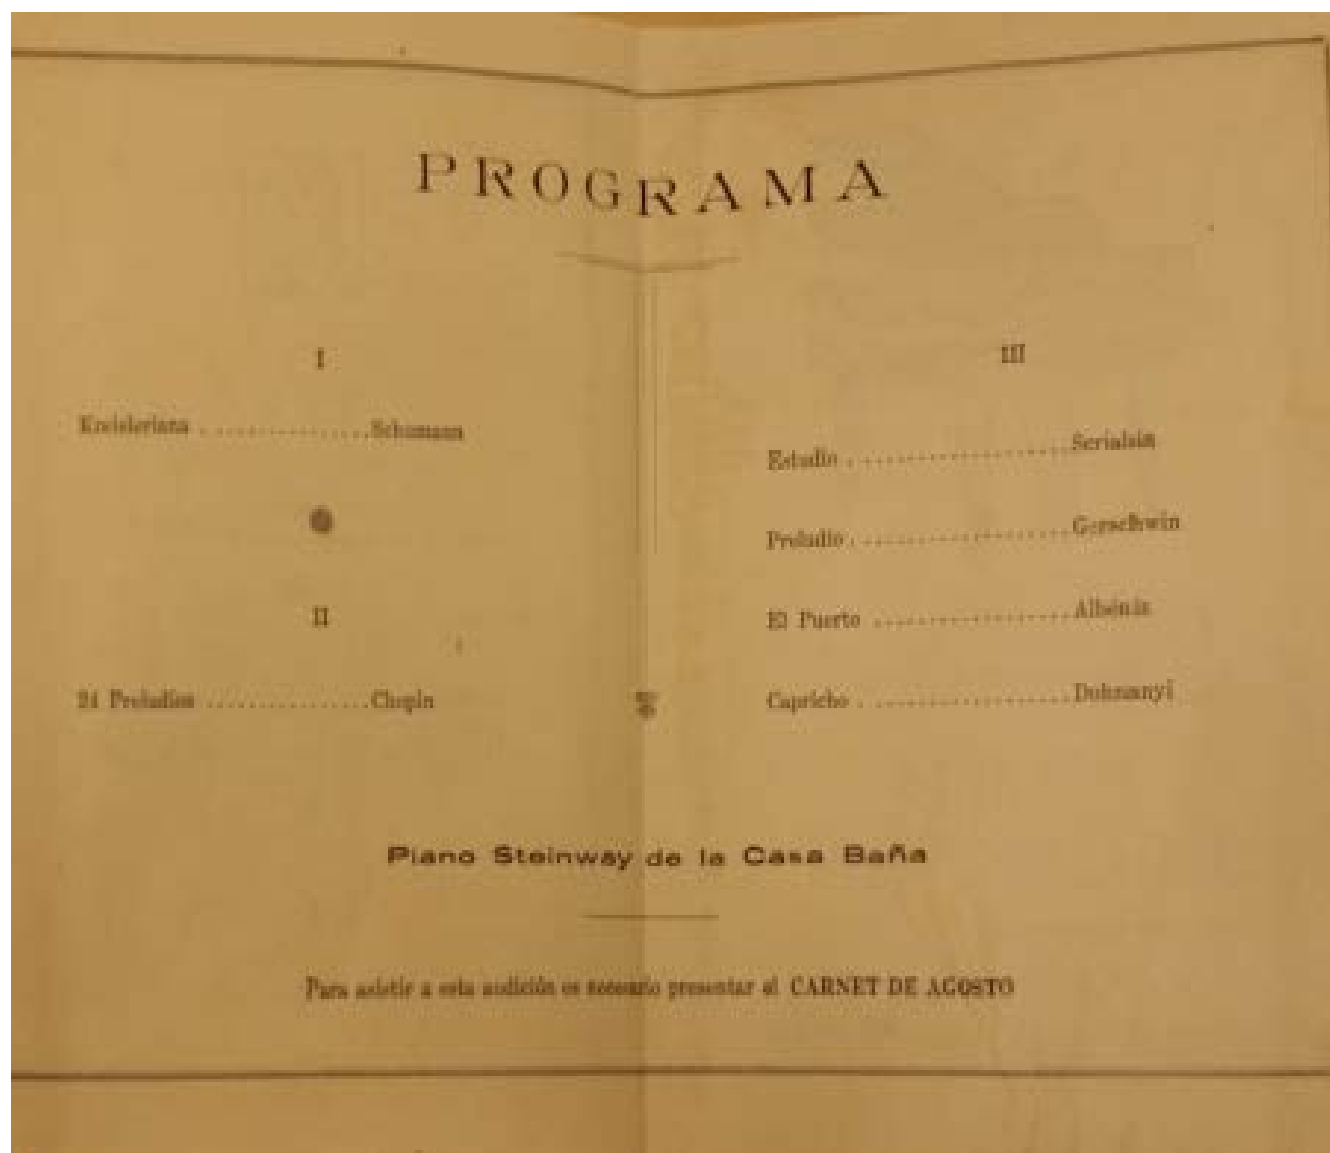 PROGRAMA
I
Kreisleriana . . . . . . . . . . . . . . . . Schumann
II
24 Preludios . . . . . . . . . . . . . . . . Chopin
III
Estudio . . . . . . . . . . . . . . . . . . . . Scrialsin
Preludio . . . . . . . . . . . . . . . . . . . . Gerschwin
El Puerto . . . . . . . . . . . . . . . . . . . . Albéniz
Capricho . . . . . . . . . . . . . . . . . . . . Dohnanyi
Piano Steinway de la Casa Baña
Para asistir a esta audición es necesario presentar el CARNET DE AGOSTO